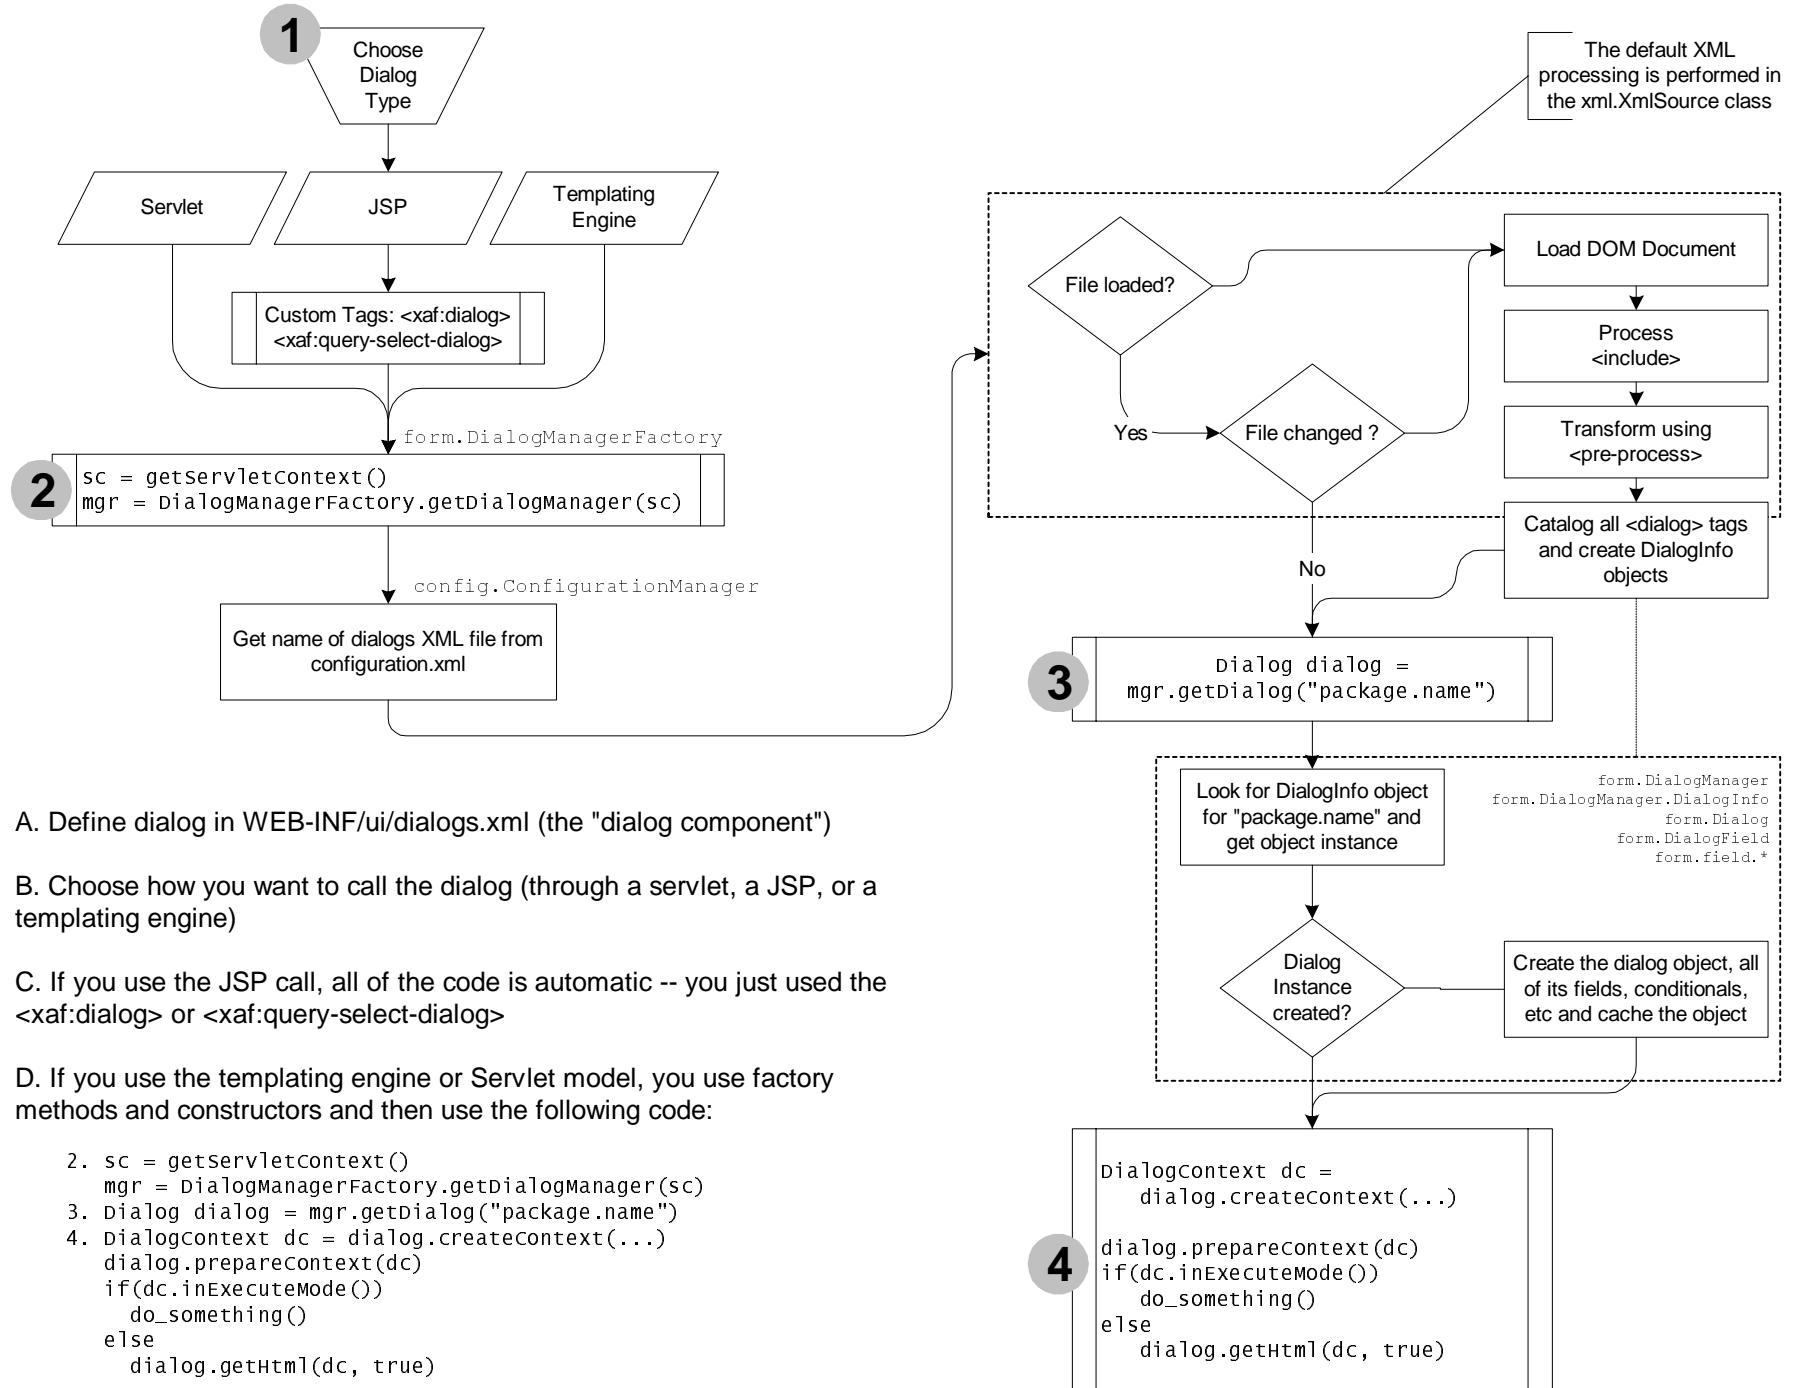 1
Choose
Dialog
Type
Servlet
JSP
Templating
Engine
Custom Tags: <xaf:dialog>
<xaf:query-select-dialog>
form.DialogManagerFactory
2
sc = getServletContext()
mgr = DialogManagerFactory.getDialogManager(sc)
config.ConfigurationManager
Get name of dialogs XML file from
configuration.xml
The default XML
processing is performed in
the xml.XmlSource class
File loaded?
Yes
File changed ?
No
Load DOM Document
Process
<include>
Transform using
<pre-process>
Catalog all <dialog> tags
and create DialogInfo
objects
3
Dialog dialog =
mgr.getDialog("package.name")
Look for DialogInfo object
for "package.name" and
get object instance
form.DialogManager
form.DialogManager.DialogInfo
form.Dialog
form.DialogField
form.field.*
Dialog
Instance
created?
Create the dialog object, all
of its fields, conditionals,
etc and cache the object
4
DialogContext dc =
dialog.createContext(...)
dialog.prepareContext(dc)
if(dc.inExecuteMode())
do_something()
else
dialog.getHtml(dc, true)
A. Define dialog in WEB-INF/ui/dialogs.xml (the "dialog component")
B. Choose how you want to call the dialog (through a servlet, a JSP, or a
templating engine)
C. If you use the JSP call, all of the code is automatic -- you just used the
<xaf:dialog> or <xaf:query-select-dialog>
D. If you use the templating engine or Servlet model, you use factory
methods and constructors and then use the following code:
2. sc = getServletContext()
mgr = DialogManagerFactory.getDialogManager(sc)
3. Dialog dialog = mgr.getDialog("package.name")
4. DialogContext dc = dialog.createContext(...)
dialog.prepareContext(dc)
if(dc.inExecuteMode())
do_something()
else
dialog.getHtml(dc, true)